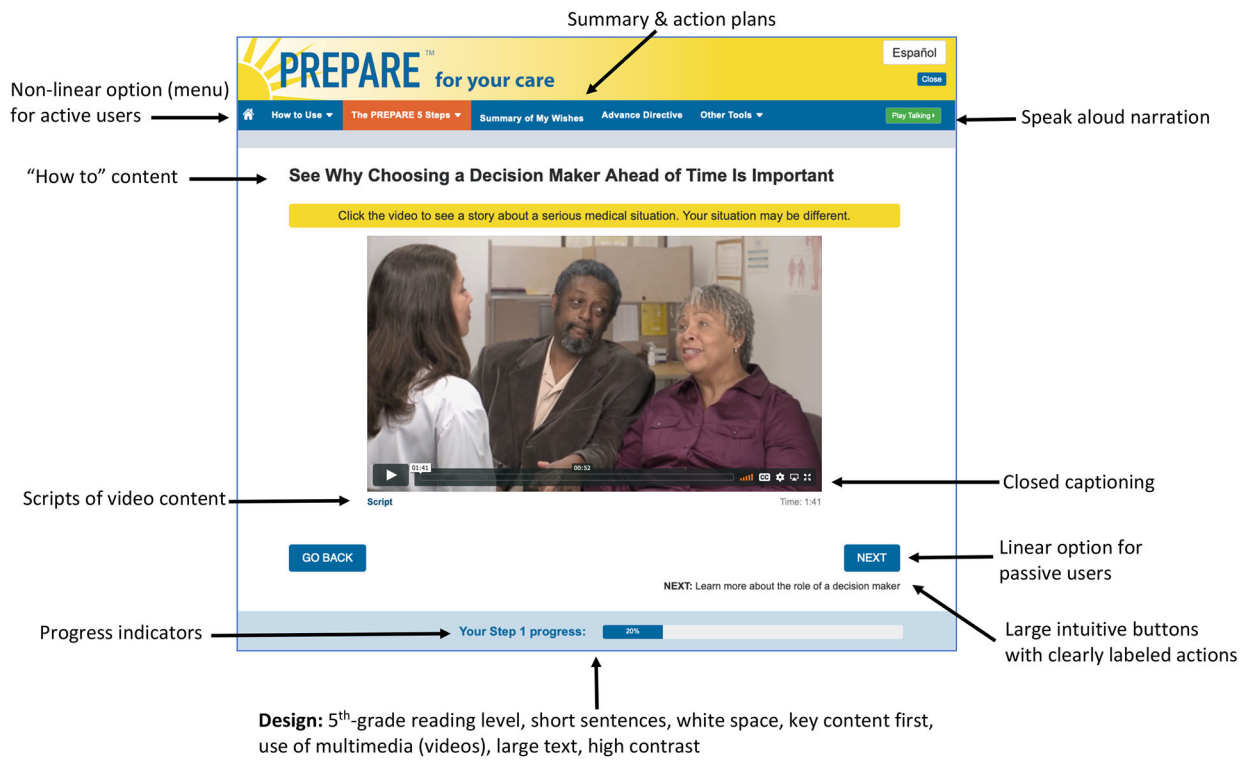 Summary & action plans
PREPARE™ for your care
Español
Close
Non-linear option (menu)
for active users
How to Use
The PREPARE 5 Steps
Summary of My Wishes
Advance Directive
Other Tools
Play Talking
Speak aloud narration
“How to” content
See Why Choosing a Decision Maker Ahead of Time Is Important
Click the video to see a story about a serious medical situation. Your situation may be different.
01:41
00:52
CC
Closed captioning
Scripts of video content
Script
Time: 1:41
GO BACK
NEXT
Linear option for
passive users
NEXT: Learn more about the role of a decision maker
Progress indicators
Your Step 1 progress:
20%
Large intuitive buttons
with clearly labeled actions
Design: 5th-grade reading level, short sentences, white space, key content first,
use of multimedia (videos), large text, high contrast